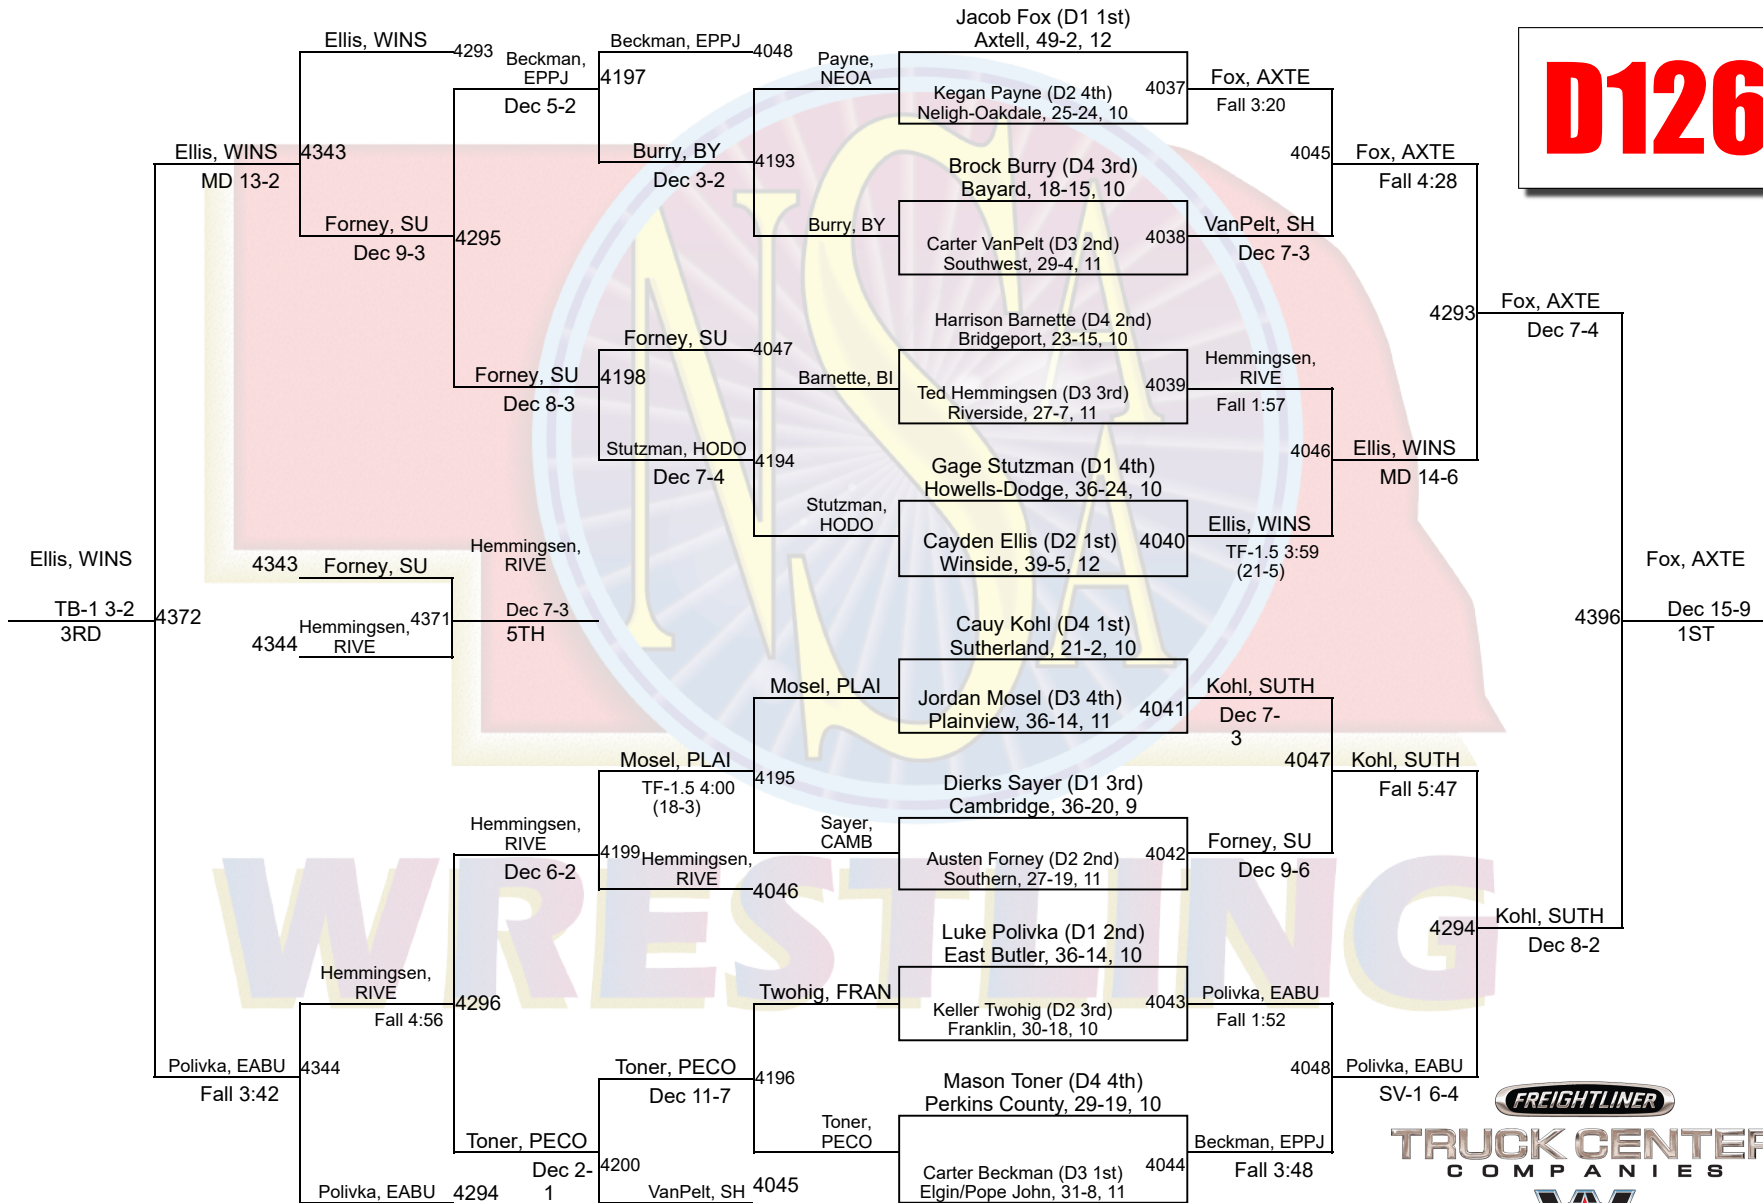 Jacob Fox (D1 1st)
Axtell, 49-2, 12
D126
Ellis, WINS
4293
Beckman,
EPPJ
4197
Dec 5-2
Beckman, EPPJ
4048
Payne,
NEOA
Kegan Payne (D2 4th)
Neligh-Oakdale, 25-24, 10
4037
Fox, AXTE
Fall 3:20
Ellis, WINS
4343
MD 13-2
Burry, BY
4193
Dec 3-2
Brock Burry (D4 3rd)
Bayard, 18-15, 10
4045
Fox, AXTE
Fall 4:28
Forney, SU
4295
Dec 9-3
Burry, BY
Carter VanPelt (D3 2nd)
Southwest, 29-4, 11
4038
VanPelt, SH
Dec 7-3
Harrison Barnette (D4 2nd)
Bridgeport, 23-15, 10
4293
Fox, AXTE
Dec 7-4
Forney, SU
4047
Forney, SU
4198
Dec 8-3
Barnette, BI
Ted Hemmingsen (D3 3rd)
Riverside, 27-7, 11
4039
Hemmingsen,
RIVE
Fall 1:57
Stutzman, HODO
4194
Dec 7-4
Gage Stutzman (D1 4th)
Howells-Dodge, 36-24, 10
4046
Ellis, WINS
MD 14-6
Stutzman,
HODO
Cayden Ellis (D2 1st)
Winside, 39-5, 12
4040
Ellis, WINS
TF-1.5 3:59
(21-5)
Ellis, WINS
TB-1 3-2
3RD
4372
4343
Forney, SU
4344
Hemmingsen,
RIVE
4371
Hemmingsen,
RIVE
Dec 7-3
5TH
Fox, AXTE
4396
Dec 15-9
1ST
Cauy Kohl (D4 1st)
Sutherland, 21-2, 10
Mosel, PLAI
Jordan Mosel (D3 4th)
Plainview, 36-14, 11
4041
Kohl, SUTH
Dec 7-
3
Mosel, PLAI
4195
TF-1.5 4:00
(18-3)
Dierks Sayer (D1 3rd)
Cambridge, 36-20, 9
4047
Kohl, SUTH
Fall 5:47
Hemmingsen,
RIVE
4199
Dec 6-2
Hemmingsen,
RIVE
4046
Sayer,
CAMB
Austen Forney (D2 2nd)
Southern, 27-19, 11
4042
Forney, SU
Dec 9-6
NSAA
WRESTLING
Luke Polivka (D1 2nd)
East Butler, 36-14, 10
4294
Kohl, SUTH
Dec 8-2
Hemmingsen,
RIVE
4296
Fall 4:56
Twohig, FRAN
Keller Twohig (D2 3rd)
Franklin, 30-18, 10
4043
Polivka, EABU
Fall 1:52
Polivka, EABU
4344
Fall 3:42
Toner, PECO
4196
Dec 11-7
Mason Toner (D4 4th)
Perkins County, 29-19, 10
4048
Polivka, EABU
SV-1 6-4
Toner, PECO
4200
Dec 2-
1
Toner,
PECO
Carter Beckman (D3 1st)
Elgin/Pope John, 31-8, 11
4044
Beckman, EPPJ
Fall 3:48
Polivka, EABU
4294
VanPelt, SH
4045
FREIGHTLINER
TRUCK CENTER
COMPANIES